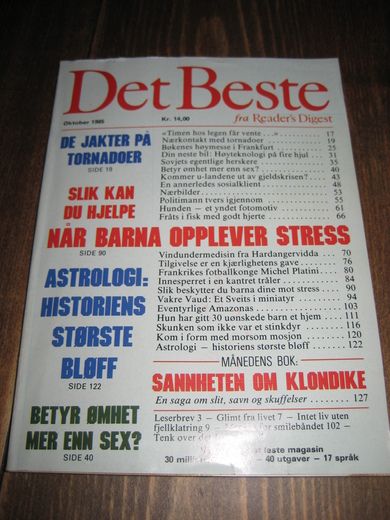 Det Beste
Oktober 1985 Kr. 14,00 fra Reader's Digest
DE JAKTER PÅ
TORNADOER
SIDE 19
SLIK KAN
DU HJELPE
«Timen hos legen får vente . . .» 17
Nærkontakt med tornadoer 19
Bøkenes høymesse i Frankfurt 25
Din neste bil: Høyteknologi på fire hjul 31
Sovjets egentlige herskere 35
Betyr ømhet mer enn sex? 40
Kommer u-landene ut av gjeldskrisen? 43
En annerledes sosialklient 48
Nærbilder 53
Politimann tvers igjennom 55
Hunden – et yndet fotomotiv 61
Fråts i fisk med godt hjerte 66
NÅR BARNA OPPLEVER STRESS
SIDE 90
ASTROLOGI:
HISTORIENS
STØRSTE
BLØFF
SIDE 122
BETYR ØMHET
MER ENN SEX?
SIDE 40
Vindundermedisin fra Hardangervidda 70
Tilgivelse er en kjærlighetens gave 76
Frankrikes fotballkonge Michel Platini 80
Innesperret i en kantret tråler 84
Slik beskytter du barna dine mot stress 90
Vakre Vaud: Et Sveits i miniatyr 94
Eventyrlige Amazonas 103
Hun har gitt 30 uønskede barn et hjem 111
Skunken som ikke var et stinkdyr 116
Kom i form med morsom mosjon 120
Astrologi – historiens største bløff 122
MÅNEDENS BOK:
SANNHETEN OM KLONDIKE
En saga om slit, savn og skuffelser 127
Leserbrev 3 – Glimt fra livet 7 – Intet liv uten
fjellklatring 9 – for smilebåndet 102 –
Tenk over det
leste magasin
30 mill 40 utgaver – 17 språk